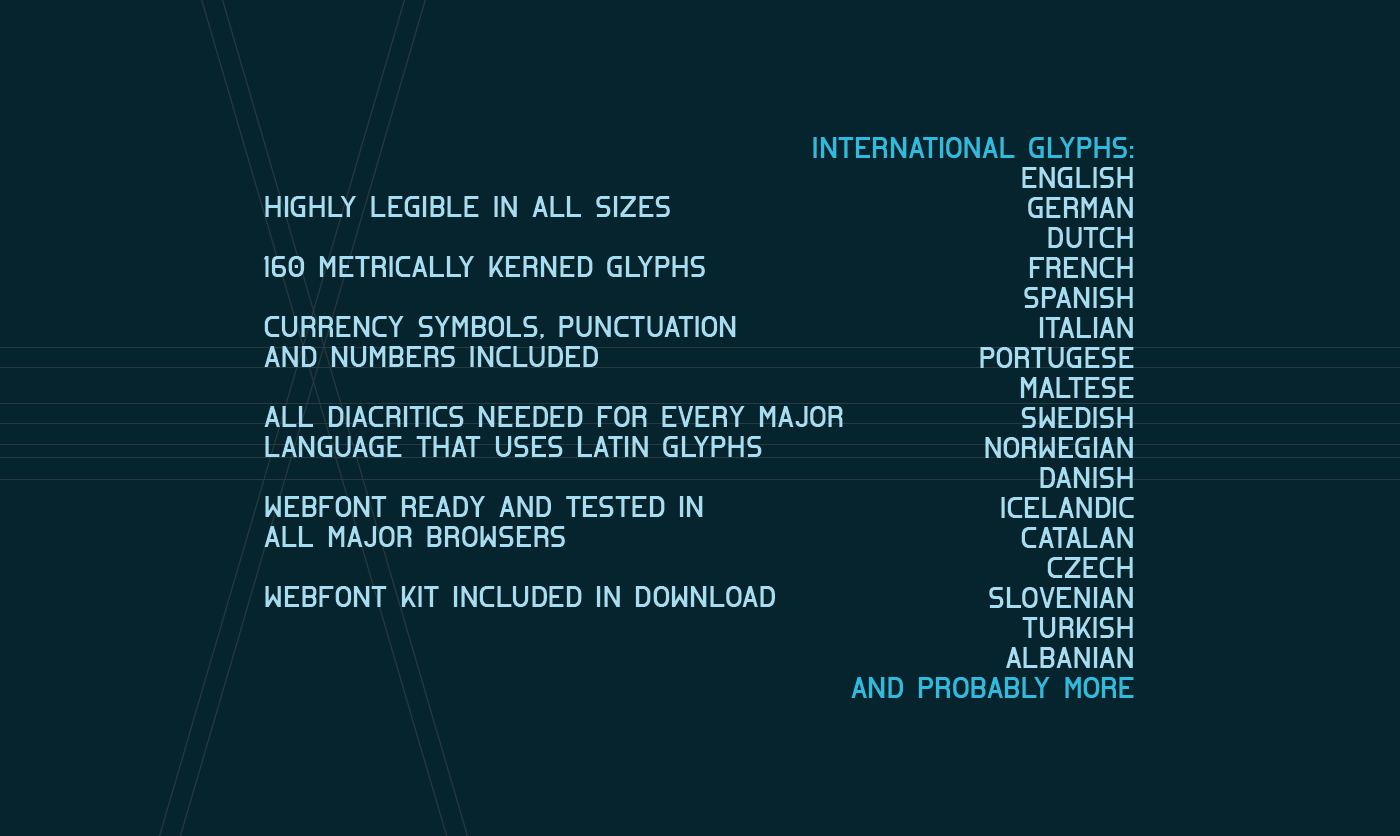 HIGHLY LEGIBLE IN ALL SIZES
160 METRICALLY KERNED GLYPHS
CURRENCY SYMBOLS, PUNCTUATION
AND NUMBERS INCLUDED
ALL DIACRITICS NEEDED FOR EVERY MAJOR
LANGUAGE THAT USES LATIN GLYPHS
WEBFONT READY AND TESTED IN
ALL MAJOR BROWSERS
WEBFONT KIT INCLUDED IN DOWNLOAD
INTERNATIONAL GLYPHS:
ENGLISH
GERMAN
DUTCH
FRENCH
SPANISH
ITALIAN
PORTUGESE
MALTESE
SWEDISH
NORWEGIAN
DANISH
ICELANDIC
CATALAN
CZECH
SLOVENIAN
TURKISH
ALBANIAN
AND PROBABLY MORE